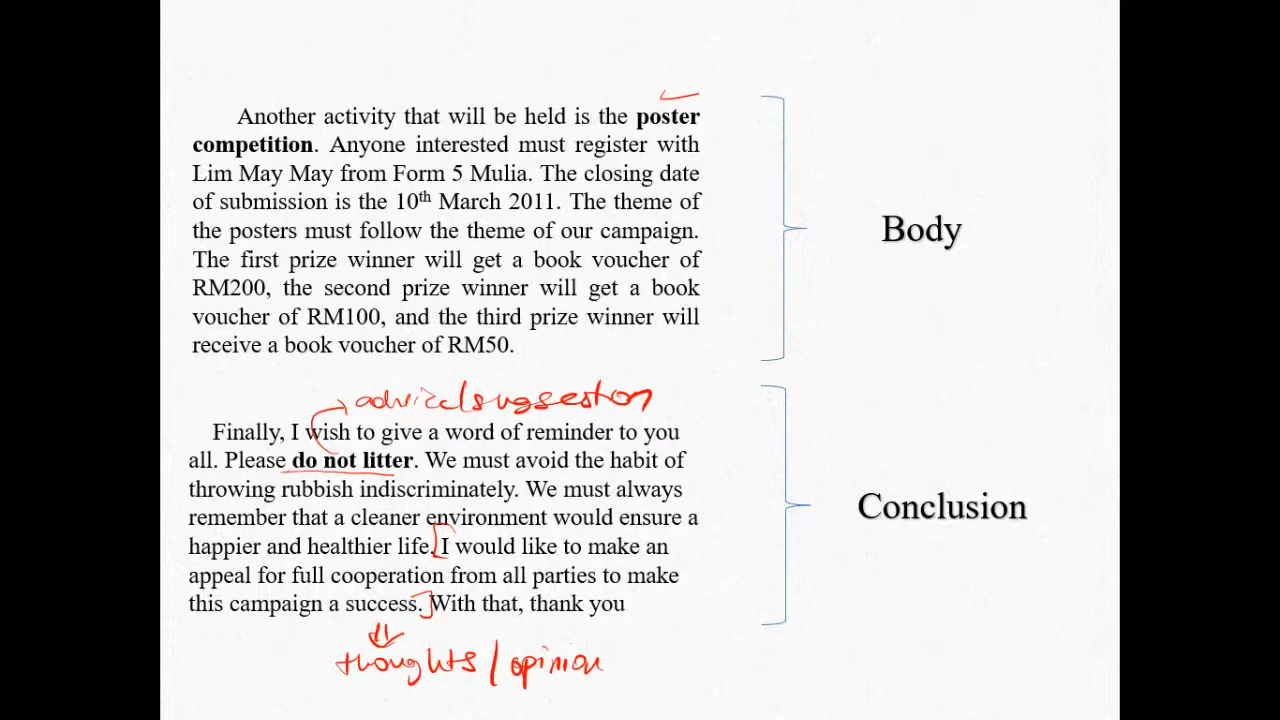 Another activity that will be held is the poster
competition. Anyone interested must register with
Lim May May from Form 5 Mulia. The closing date
of submission is the 10th March 2011. The theme of
the posters must follow the theme of our campaign.
The first prize winner will get a book voucher of
RM200, the second prize winner will get a book
voucher of RM100, and the third prize winner will
receive a book voucher of RM50.
Body
advice/suggestion
Finally, I wish to give a word of reminder to you
all. Please do not litter. We must avoid the habit of
throwing rubbish indiscriminately. We must always
remember that a cleaner environment would ensure a
happier and healthier life. I would like to make an
appeal for full cooperation from all parties to make
this campaign a success. With that, thank you
Conclusion
thoughts / opinion